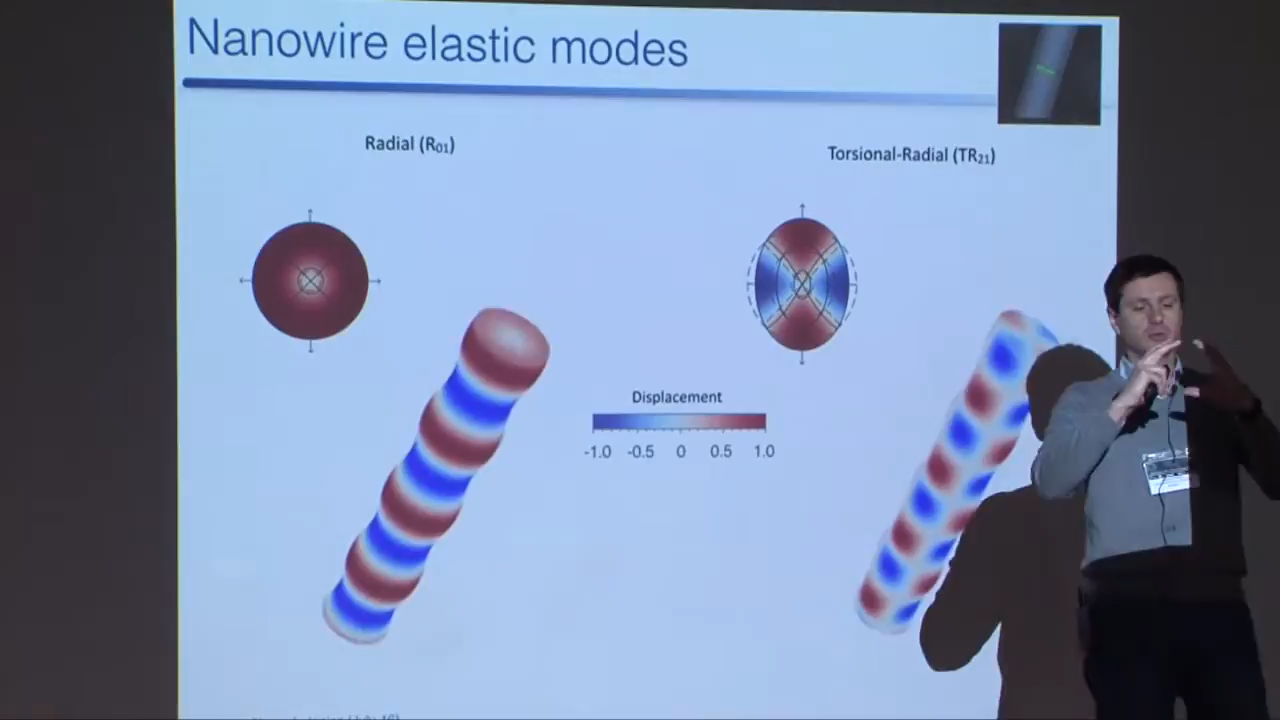 Nanowire elastic modes
Radial (R₀₁)
Torsional-Radial (TR₂₁)
Displacement
-1.0 -0.5 0 0.5 1.0